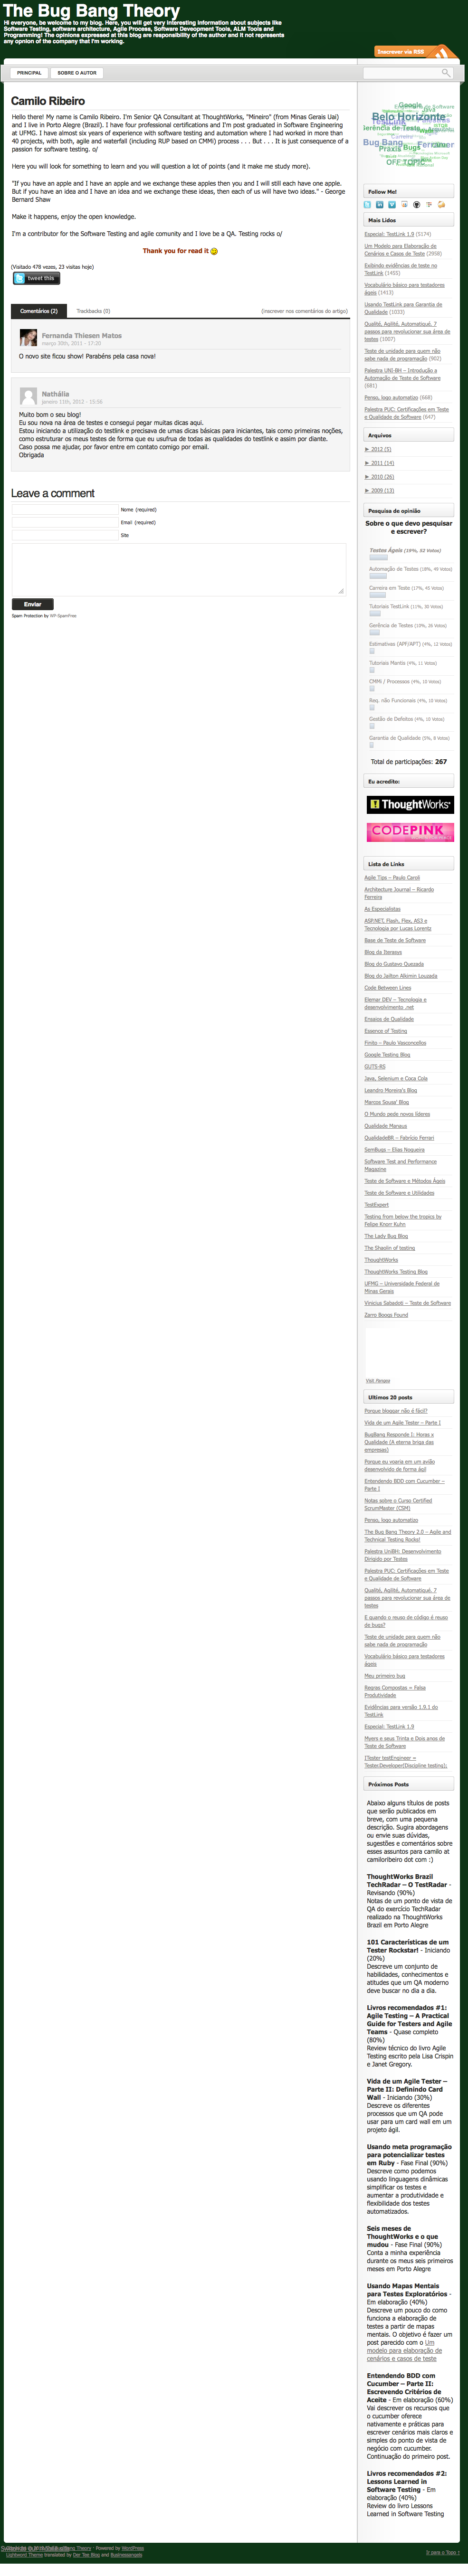 The Bug Bang Theory
Hi everyone, be welcome to my blog. Here, you will get very interesting information about subjects like
Software Testing, software architecture, Agile Process, Software Development Tools, ALM Tools and
Programming! The opinions expressed at this blog are responsibility of the author and it not represents
any opnion of the company that I'm working.
Inscrever via RSS
PRINCIPAL
SOBRE O AUTOR
Camilo Ribeiro
Hello there! My name is Camilo Ribeiro. I'm Senior QA Consultant at ThoughtWorks, "Mineiro" (from Minas Gerais Uai)
and I live in Porto Alegre (Brazil). I have four professional certifications and I'm post graduated in Software Engineering
at UFMG. I have also 7 years of experience with software testing and automation where I had worked in more than
40 projects, with both, agile and waterfall (including RUP based on CMMI) process . . . But . . . It is just consequence of a
passion for software testing. o/
Here you will look for something to learn and you will question a lot of points (and it make me study more).
"If you have an apple and I have an apple and we exchange these apples then you and I will still each have one apple.
But if you have an idea and I have an idea and we exchange these ideas, then each of us will have two ideas." - George
Bernard Shaw
Make it happens, enjoy the open knowledge.
I'm a contributor for the Software Testing and agile comunity and I love be a QA. Testing rocks o/
Thank you for read it
(Visitado 478 vezes, 23 visitas hoje)
tweet this
Comentários (2)
Trackbacks (0)
(inscrever nos comentários do artigo)
Fernanda Thiesen Matos
março 30th, 2011 - 17:20
O novo site ficou show! Parabéns pela casa nova!
Nathália
janeiro 11th, 2012 - 15:56
Muito bom o seu blog!
Eu sou nova na área de testes e consegui pegar muitas dicas aqui.
Estou iniciando a utilização do testlink e precisava de umas dicas básicas para iniciantes, tais como montar relações,
como estruturar os meus testes de forma que eu usufrua de todas as qualidades do testlink e assim por diante.
Caso possa me ajudar, por favor entre em contato comigo por email.
Obrigada
Leave a comment
Nome (required)
Email (required)
Site
Enviar
Spam Protection by WP-SpamFree
Google
Belo Horizonte
TestLink
Bug Bang
Ferramentas
Praxis
Bugs
OFF TOPIC
Follow Me!
Mais Lidos
Especial: TestLink 1.9 (5174)
Um Modelo para Elaboração de
Cenários e Casos de Teste (2958)
Exibindo evidências de teste no
TestLink (1455)
Vocabulário básico para testadores
ágeis (1413)
Usando TestLink para Garantia de
Qualidade (1033)
Qualité, Agilité, Automatiqué. 7
passos para revolucionar sua área de
testes (1007)
Teste de unidade para quem não
sabe nada de programação (902)
Palestra UNI-BH – Introdução a
Automação de Teste de Software
(681)
Penso, logo automatizo (668)
Palestra PUC: Certificações em Teste
e Qualidade de Software (647)
Arquivos
► 2012 (5)
► 2011 (14)
► 2010 (26)
► 2009 (13)
Pesquisa de opinião
Sobre o que devo pesquisar
e escrever?
Testes Ágeis (19%, 52 Votos)
Automação de Testes (18%, 49 Votos)
Carreira em Teste (17%, 45 Votos)
Tutoriais TestLink (11%, 30 Votos)
Gerência de Testes (10%, 26 Votos)
Estimativas (APF/APT) (4%, 12 Votos)
Tutoriais Mantis (4%, 11 Votos)
CMMI / Processos (4%, 10 Votos)
Req. não Funcionais (4%, 10 Votos)
Gestão de Defeitos (4%, 10 Votos)
Garantia de Qualidade (5%, 8 Votos)
Total de participações: 267
Eu acredito:
ThoughtWorks
CODEPINK
Lista de Links
Agile Tips – Paulo Caroli
Architecture Journal – Ricardo
Ferreira
As Especialistas
ASP.NET, Flash, Flex, AS3 e
Tecnologia por Lucas Lorentz
Base de Teste de Software
Blog da Iterasys
Blog do Gustavo Quezada
Blog do Jailton Alkimin Louzada
Code Between Lines
Elemar DEV – Tecnologia e
desenvolvimento .net
Ensaios de Qualidade
Essence of Testing
Finito – Paulo Vasconcellos
Google Testing Blog
GUTS-RS
Java, Selenium e Coca Cola
Leandro Moreira's Blog
Marcos Sousa' Blog
O Mundo pede novos líderes
Qualidade Manaus
QualidadeBR – Fabrício Ferrari
SemBugs – Elias Nogueira
Software Test and Performance
Magazine
Teste de Software e Métodos Ágeis
Teste de Software e Utilidades
TestExpert
Testing from below the tropics by
Felipe Knorr Kuhn
The Lady Bug Blog
The Shaolin of testing
ThoughtWorks
ThoughtWorks Testing Blog
UFMG – Universidade Federal de
Minas Gerais
Vinicius Sabadoti – Teste de Software
Zerro Boogs Found
Visit Pangea
Ultimos 20 posts
Porque bloggar não é fácil?
Vida de um Agile Tester – Parte I
BugBang Responde I: Horas x
Qualidade (A eterna briga das
empresas)
Porque eu voaria em um avião
desenvolvido de forma ágil
Entendendo BDD com Cucumber –
Parte I
Notas sobre o Curso Certified
ScrumMaster (CSM)
Penso, logo automatizo
The Bug Bang Theory 2.0 – Agile and
Technical Testing Rocks!
Palestra UniBH: Desenvolvimento
Dirigido por Testes
Palestra PUC: Certificações em Teste
e Qualidade de Software
Qualité, Agilité, Automatiqué. 7
passos para revolucionar sua área de
testes
E quando o reuso de código é reuso
de bugs?
Teste de unidade para quem não
sabe nada de programação
Vocabulário básico para testadores
ágeis
Meu primeiro bug
Regras Compostas = Falsa
Produtividade
Evidências para versão 1.9.1 do
TestLink
Especial: TestLink 1.9
Myers e seus Trinta e Dois anos de
Teste de Software
ITester testEngineer =
Tester.Developer(Discipline testing);
Próximos Posts
Abaixo alguns títulos de posts
que serão publicados em
breve, com uma pequena
descrição. Sugira abordagens
ou envie suas dúvidas,
sugestões e comentários sobre
esses assuntos para camilo at
camiloribeiro dot com :)
ThoughtWorks Brazil
TechRadar – O TestRadar -
Revisando (90%)
Notas de um ponto de vista de
QA do exercício TechRadar
realizado na ThoughtWorks
Brazil em Porto Alegre
101 Características de um
Tester Rockstar! - Iniciando
(20%)
Descreve um conjunto de
habilidades, conhecimentos e
atitudes que um QA moderno
deve buscar no dia a dia.
Livros recomendados #1:
Agile Testing – A Practical
Guide for Testers and Agile
Teams - Quase completo
(80%)
Review técnico do livro Agile
Testing escrito pela Lisa Crispin
e Janet Gregory.
Vida de um Agile Tester –
Parte II: Definindo Card
Wall - Iniciando (30%)
Descreve os diferentes
processos que um QA pode
usar para um card wall em um
projeto ágil.
Usando meta programação
para potencializar testes
em Ruby - Fase Final (90%)
Descreve como podemos
usando linguagens dinâmicas
simplificar os testes e
aumentar a produtividade e
flexibilidade dos testes
automatizados.
Seis meses de
ThoughtWorks e o que
mudou - Fase Final (90%)
Conta a minha experiência
durante os meus seis primeiros
meses em Porto Alegre
Usando Mapas Mentais
para Testes Exploratórios -
Em elaboração (40%)
Descreve um pouco do como
funciona a elaboração de
testes a partir de mapas
mentais. O objetivo é fazer um
post parecido com o Um
modelo para elaboração de
cenários e casos de teste
Entendendo BDD com
Cucumber – Parte II:
Escrevendo Critérios de
Aceite - Em elaboração (60%)
Vai descrever os recursos que
o cucumber oferece
nativamente e práticas para
escrever cenários mais claros e
simples do ponto de vista de
negócio com cucumber.
Continuação do primeiro post.
Livros recomendados #2:
Lessons Learned in
Software Testing - Em
elaboração (40%)
Review do livro Lessons
Learned in Software Testing
Bang Theory · Powered by WordPress
Lightword Theme translated by Der Tee Blog and Businessangels
Ir para o Topo ↑